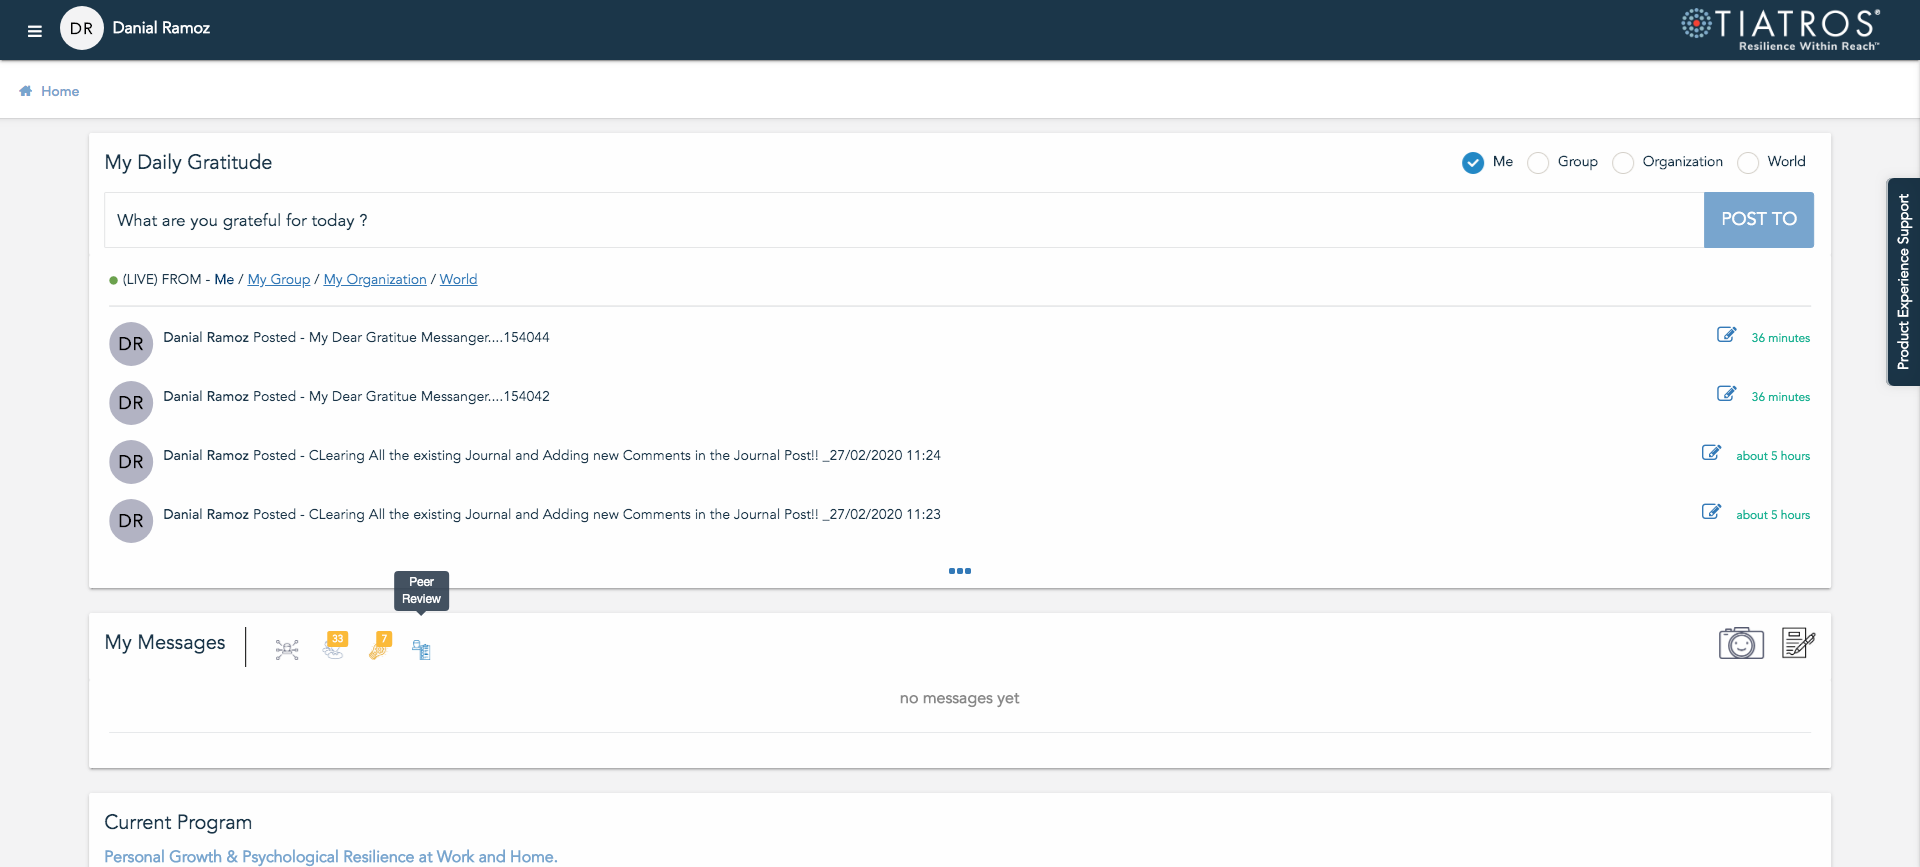 DR Danial Ramoz
TIATROS®
Resilience Within Reach™
Home
My Daily Gratitude
Me Group Organization World
What are you grateful for today ?
POST TO
Product Experience Support
(LIVE) FROM - Me / My Group / My Organization / World
DR Danial Ramoz Posted - My Dear Gratitue Messanger....154044 36 minutes
DR Danial Ramoz Posted - My Dear Gratitue Messanger....154042 36 minutes
DR Danial Ramoz Posted - CLearing All the existing Journal and Adding new Comments in the Journal Post!! _27/02/2020 11:24 about 5 hours
DR Danial Ramoz Posted - CLearing All the existing Journal and Adding new Comments in the Journal Post!! _27/02/2020 11:23 about 5 hours
Peer
Review
My Messages 33 7
no messages yet
Current Program
Personal Growth & Psychological Resilience at Work and Home.